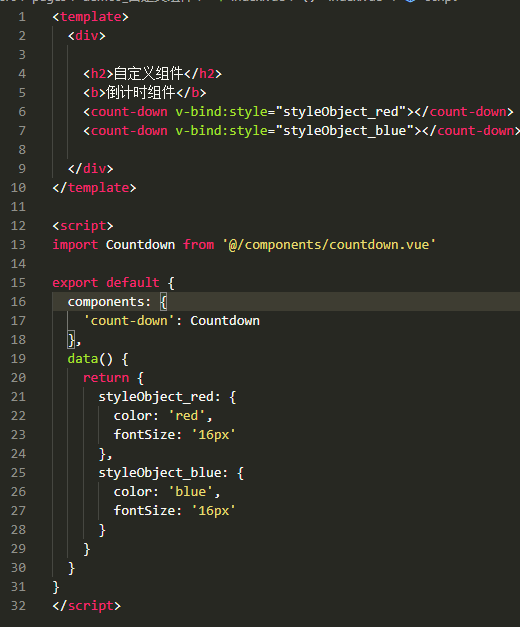 1 <template>
2 <div>
3
4 <h2>自定义组件</h2>
5 <b>倒计时组件</b>
6 <count-down v-bind:style="styleObject_red"></count-down>
7 <count-down v-bind:style="styleObject_blue"></count-down>
8
9 </div>
10 </template>
11
12 <script>
13 import Countdown from '@/components/countdown.vue'
14
15 export default {
16 components: {
17 'count-down': Countdown
18 },
19 data() {
20 return {
21 styleObject_red: {
22 color: 'red',
23 fontSize: '16px'
24 },
25 styleObject_blue: {
26 color: 'blue',
27 fontSize: '16px'
28 }
29 }
30 }
31 }
32 </script>